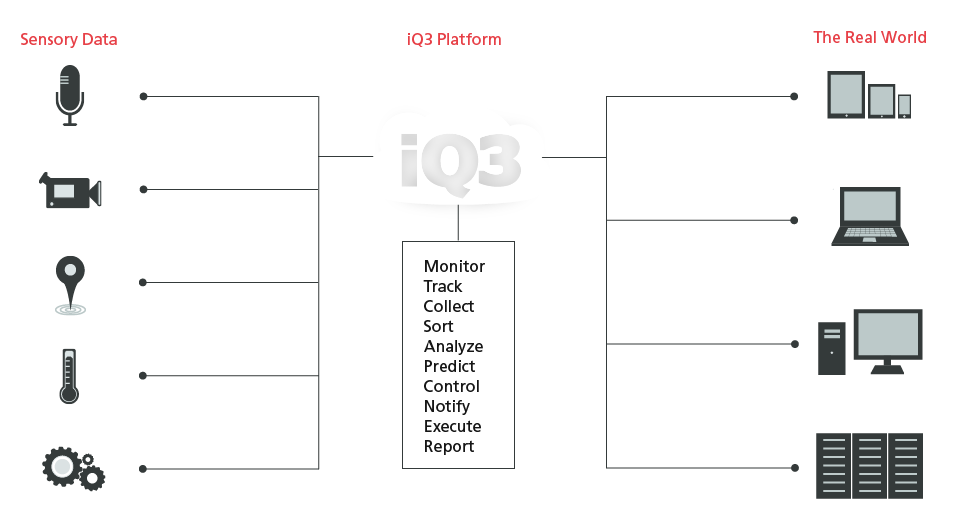 Sensory Data
iQ3 Platform
The Real World
iQ3
Monitor
Track
Collect
Sort
Analyze
Predict
Control
Notify
Execute
Report